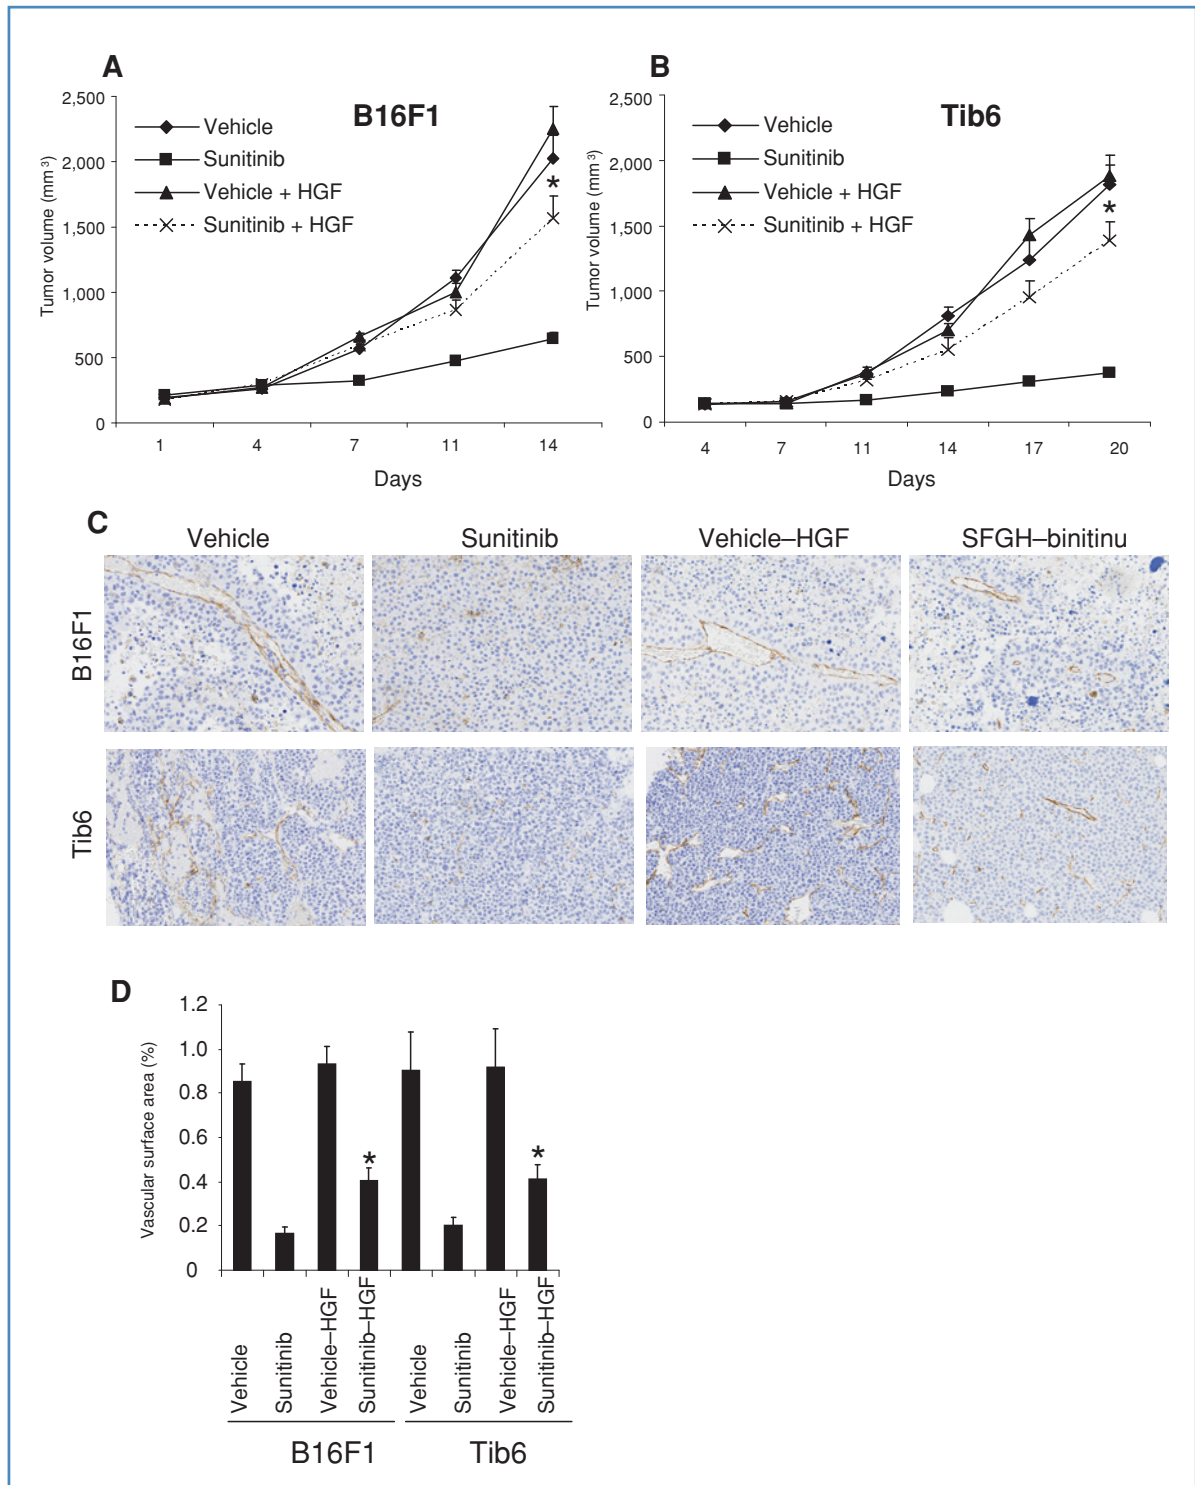 A
B16F1
2,500
2,000
1,500
1,000
500
0
Tumor volume (mm³)
Vehicle
Sunitinib
Vehicle + HGF
Sunitinib + HGF
*
1 4 7 11 14
Days
B
Tib6
2,500
2,000
1,500
1,000
500
0
Tumor volume (mm³)
Vehicle
Sunitinib
Vehicle + HGF
Sunitinib + HGF
*
4 7 11 14 17 20
Days
C
Vehicle Sunitinib Vehicle–HGF SFGH–binitinu
B16F1
Tib6
D
1.2
1.0
0.8
0.6
0.4
0.2
0
Vascular surface area (%)
* *
Vehicle
Sunitinib
Vehicle–HGF
Sunitinib–HGF
Vehicle
Sunitinib
Vehicle–HGF
Sunitinib–HGF
B16F1 Tib6